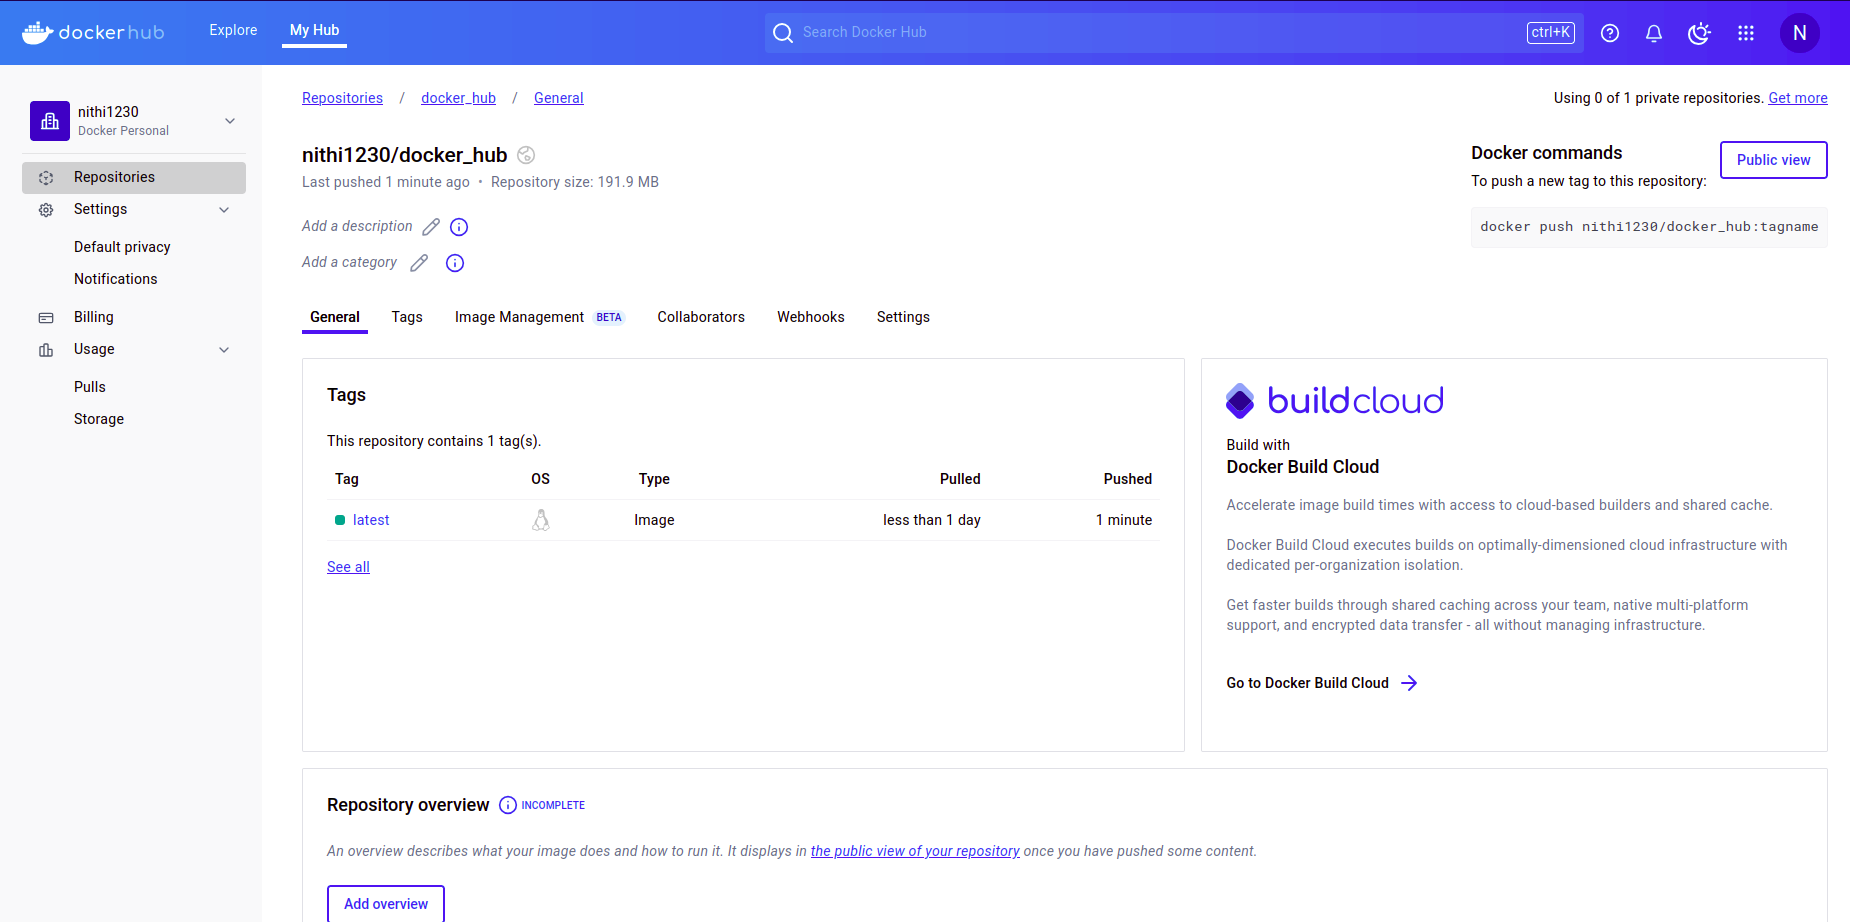 dockerhub Explore My Hub Search Docker Hub ctrl+K N
nithi1230
Docker Personal
Repositories
Settings
Default privacy
Notifications
Billing
Usage
Pulls
Storage
Repositories / docker_hub / General
Using 0 of 1 private repositories. Get more
nithi1230/docker_hub
Last pushed 1 minute ago • Repository size: 191.9 MB
Add a description
Add a category
Docker commands
Public view
To push a new tag to this repository:
docker push nithi1230/docker_hub:tagname
General Tags Image Management BETA Collaborators Webhooks Settings
Tags
This repository contains 1 tag(s).
Tag OS Type Pulled Pushed
latest Image less than 1 day 1 minute
See all
buildcloud
Build with
Docker Build Cloud
Accelerate image build times with access to cloud-based builders and shared cache.
Docker Build Cloud executes builds on optimally-dimensioned cloud infrastructure with
dedicated per-organization isolation.
Get faster builds through shared caching across your team, native multi-platform
support, and encrypted data transfer - all without managing infrastructure.
Go to Docker Build Cloud
Repository overview INCOMPLETE
An overview describes what your image does and how to run it. It displays in the public view of your repository once you have pushed some content.
Add overview